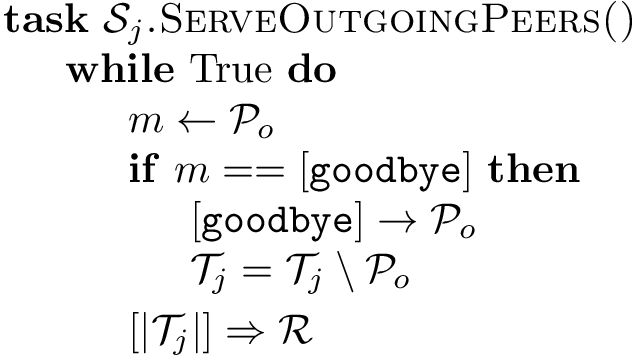 task 𝒮ⱼ.SERVEOUTGOINGPEERS()
while True do
m ← 𝒫ₒ
if m == [goodbye] then
[goodbye] → 𝒫ₒ
𝒯ⱼ = 𝒯ⱼ \ 𝒫ₒ
[|𝒯ⱼ|] ⇒ ℛ